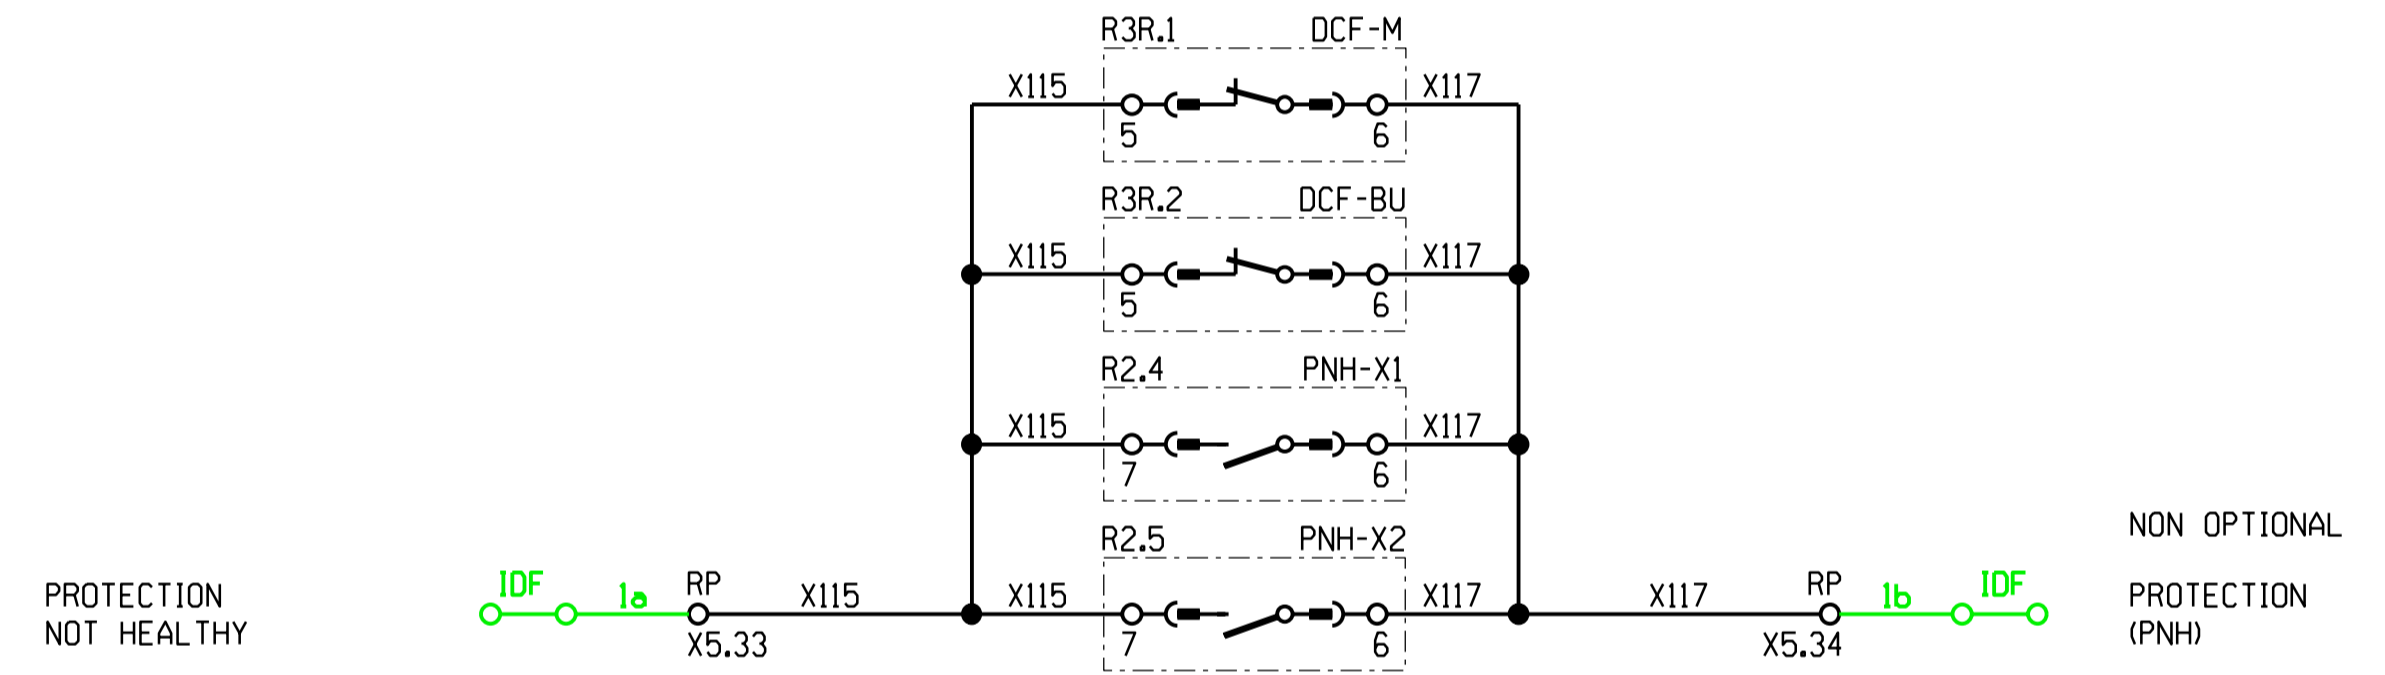 R3R.1 DCF-M
X115 X117
5 6
R3R.2 DCF-BU
X115 X117
5 6
R2.4 PNH-X1
X115 X117
7 6
NON OPTIONAL
R2.5 PNH-X2
PROTECTION
NOT HEALTHY
IDF 1a RP X115 X115 X117 X117 RP 1b IDF
X5.33 7 6 X5.34
PROTECTION
(PNH)